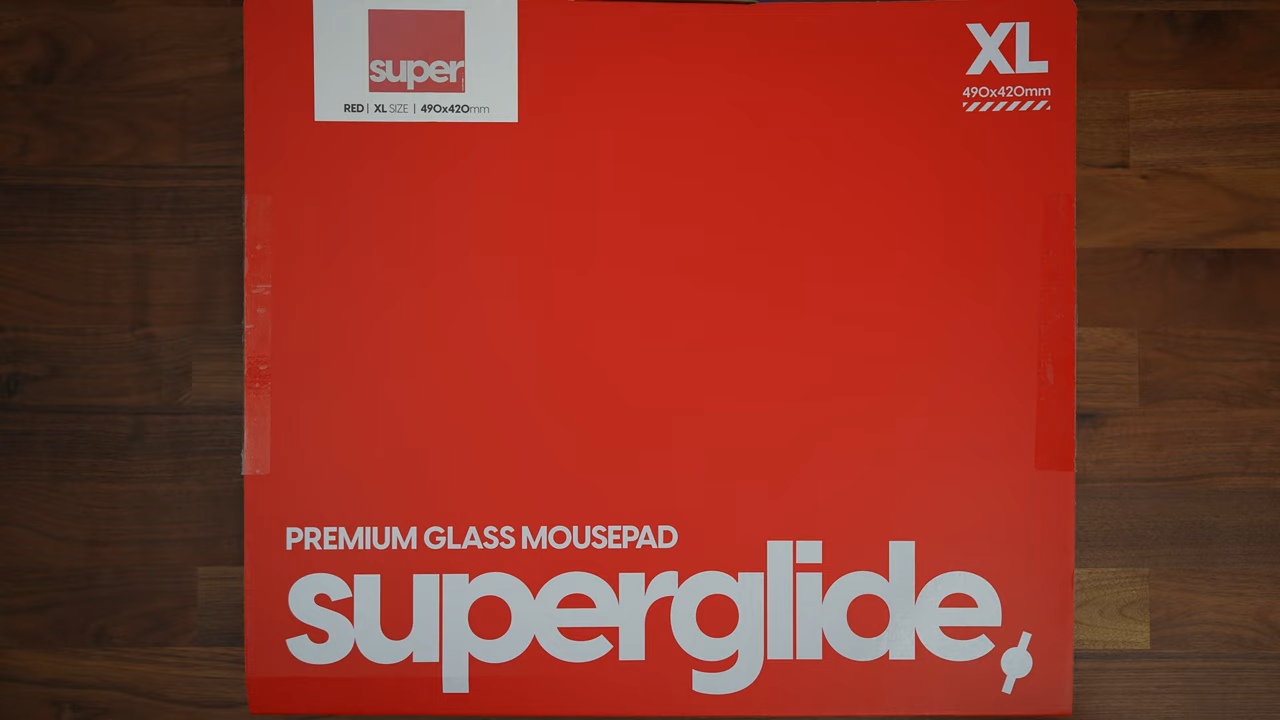 super
RED | XL SIZE | 490x420mm
XL
490x420mm
PREMIUM GLASS MOUSEPAD
superglide